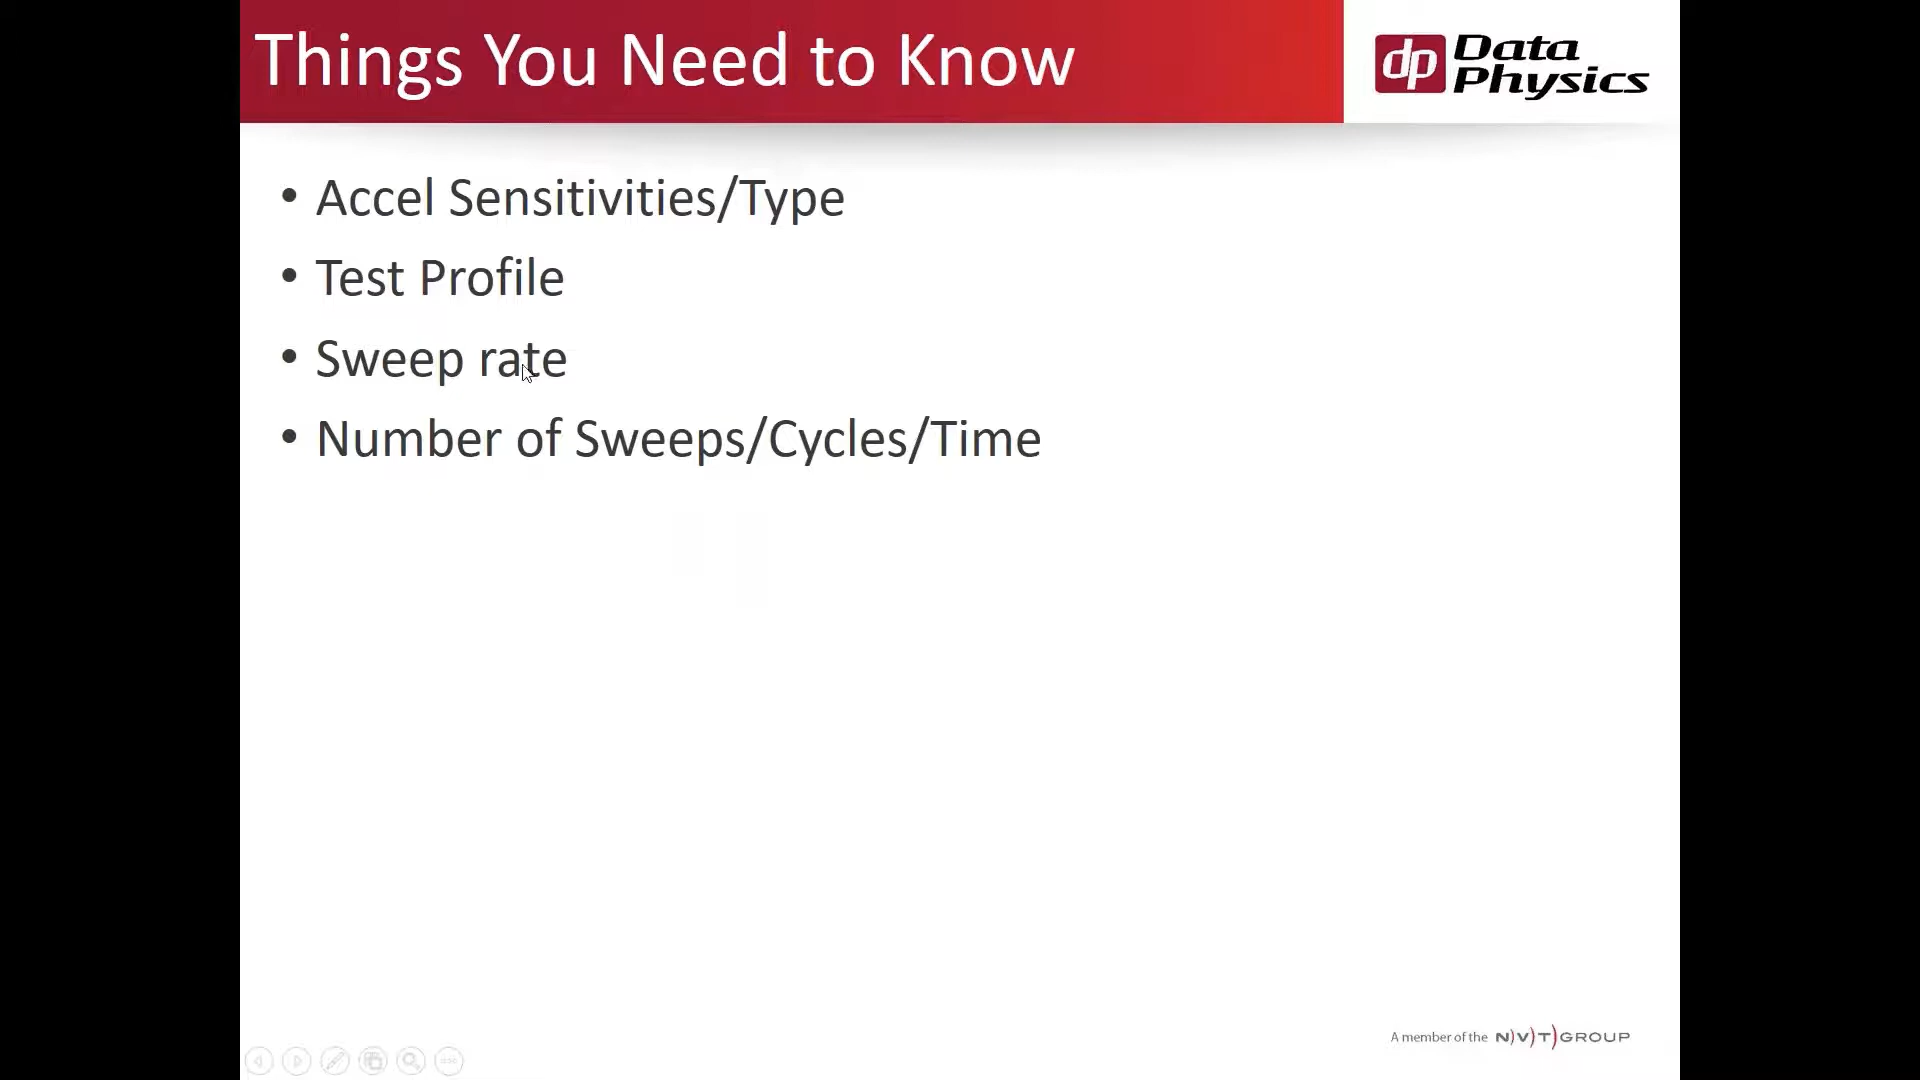 Things You Need to Know
dp Data
Physics
• Accel Sensitivities/Type
• Test Profile
• Sweep rate
• Number of Sweeps/Cycles/Time
A member of the N)V)T)GROUP